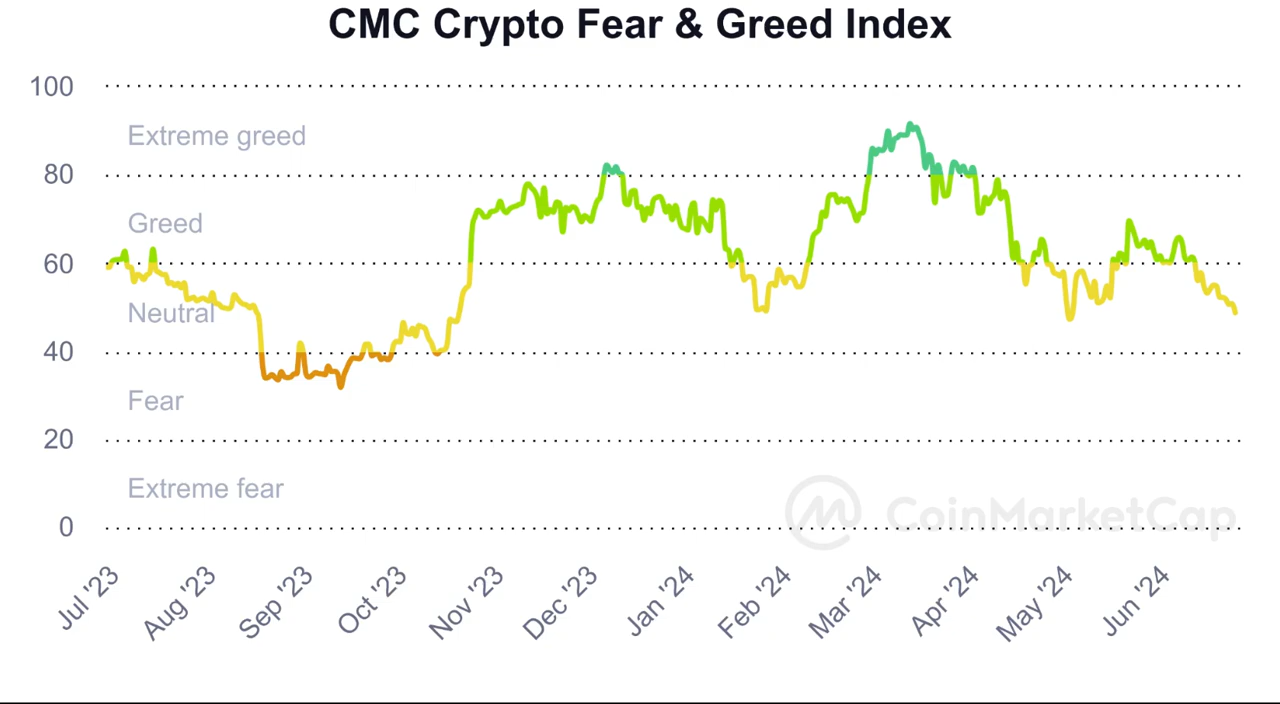 CMC Crypto Fear & Greed Index
100
Extreme greed
80
Greed
60
Neutral
40
Fear
20
Extreme fear
CoinMarketCap
0
Jul '23 Aug '23 Sep '23 Oct '23 Nov '23 Dec '23 Jan '24 Feb '24 Mar '24 Apr '24 May '24 Jun '24